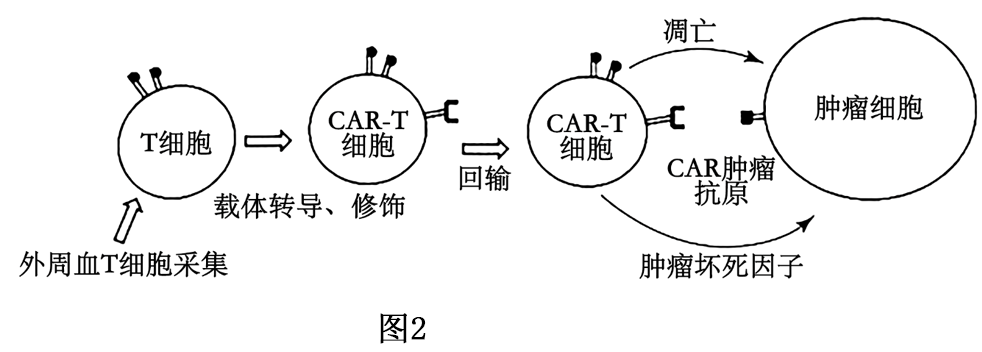 T细胞
外周血T细胞采集
载体转导、修饰
CAR-T
细胞
回输
CAR-T
细胞
凋亡
CAR肿瘤
抗原
肿瘤坏死因子
肿瘤细胞
图2